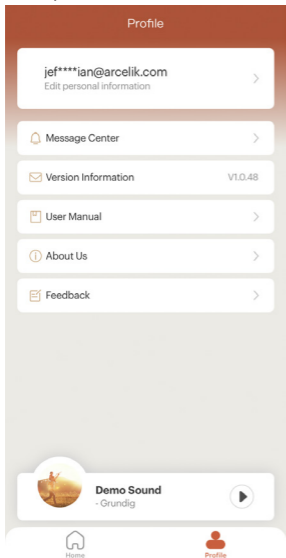 Profile
jef****ian@arcelik.com
Edit personal information
Message Center
Version Information V1.0.48
User Manual
About Us
Feedback
Demo Sound
- Grundig
Home Profile